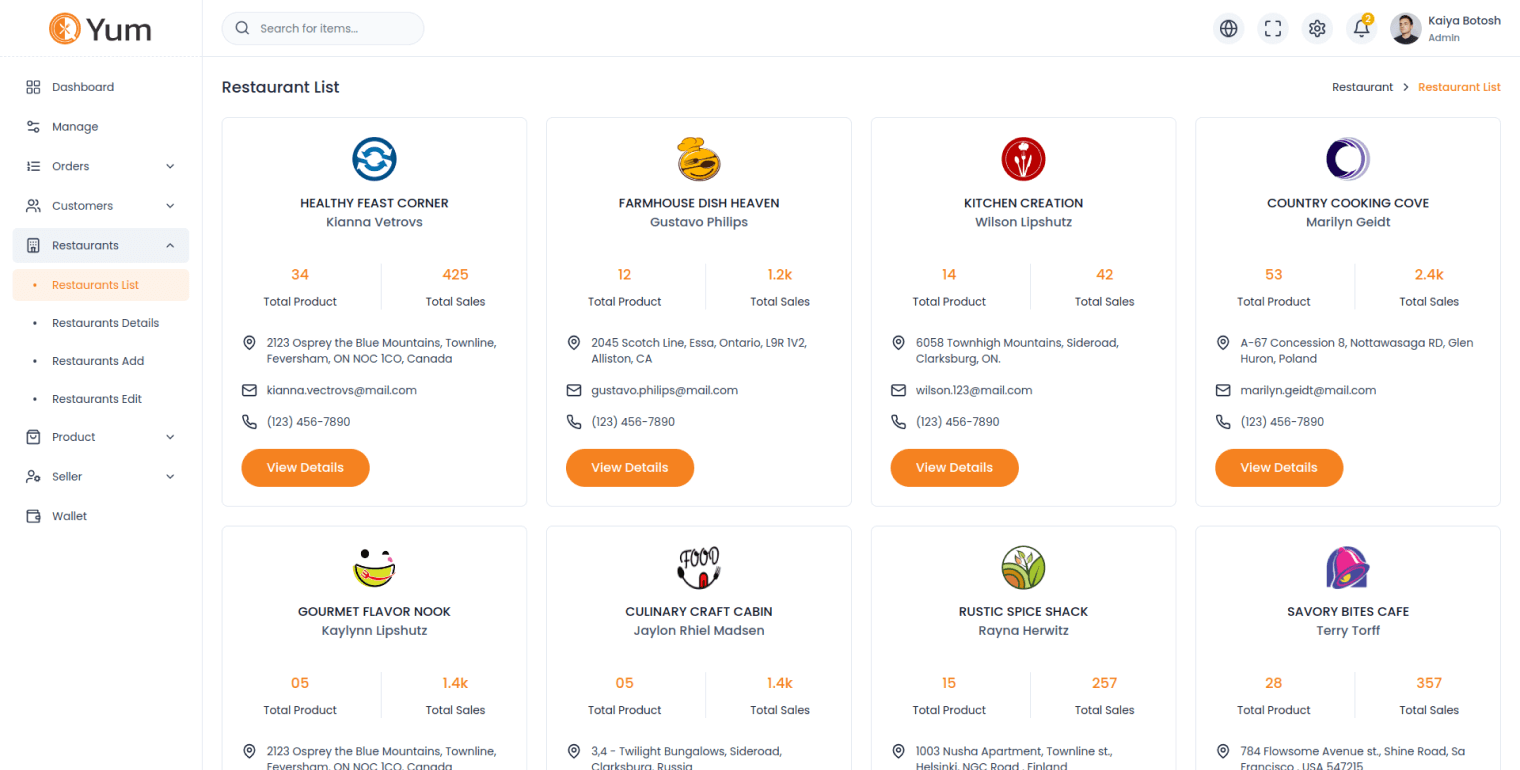 Yum
Search for items...
2
Kaiya Botosh
Admin
Dashboard
Manage
Orders
Customers
Restaurants
Restaurants List
Restaurants Details
Restaurants Add
Restaurants Edit
Product
Seller
Wallet
Restaurant List
Restaurant > Restaurant List
HEALTHY FEAST CORNER
Kianna Vetrovs
34
425
Total Product
Total Sales
2123 Osprey the Blue Mountains, Townline,
Feversham, ON NOC 1CO, Canada
kianna.vectrovs@mail.com
(123) 456-7890
View Details
FARMHOUSE DISH HEAVEN
Gustavo Philips
12
1.2k
Total Product
Total Sales
2045 Scotch Line, Essa, Ontario, L9R 1V2,
Alliston, CA
gustavo.philips@mail.com
(123) 456-7890
View Details
KITCHEN CREATION
Wilson Lipshutz
14
42
Total Product
Total Sales
6058 Townhigh Mountains, Sideroad,
Clarksburg, ON.
wilson.123@mail.com
(123) 456-7890
View Details
COUNTRY COOKING COVE
Marilyn Geidt
53
2.4k
Total Product
Total Sales
A-67 Concession 8, Nottawasaga RD, Glen
Huron, Poland
marilyn.geidt@mail.com
(123) 456-7890
View Details
GOURMET FLAVOR NOOK
Kaylynn Lipshutz
05
1.4k
Total Product
Total Sales
2123 Osprey the Blue Mountains, Townline,
Feversham, ON NOC 1CO, Canada
FOOD
CULINARY CRAFT CABIN
Jaylon Rhiel Madsen
05
1.4k
Total Product
Total Sales
3,4 - Twilight Bungalows, Sideroad,
Clarksburg, Russia
RUSTIC SPICE SHACK
Rayna Herwitz
15
257
Total Product
Total Sales
1003 Nusha Apartment, Townline st.,
Helsinki, NGC Road , Finland
SAVORY BITES CAFE
Terry Torff
28
357
Total Product
Total Sales
784 Flowsome Avenue st., Shine Road, Sa
Francisco , USA 547215